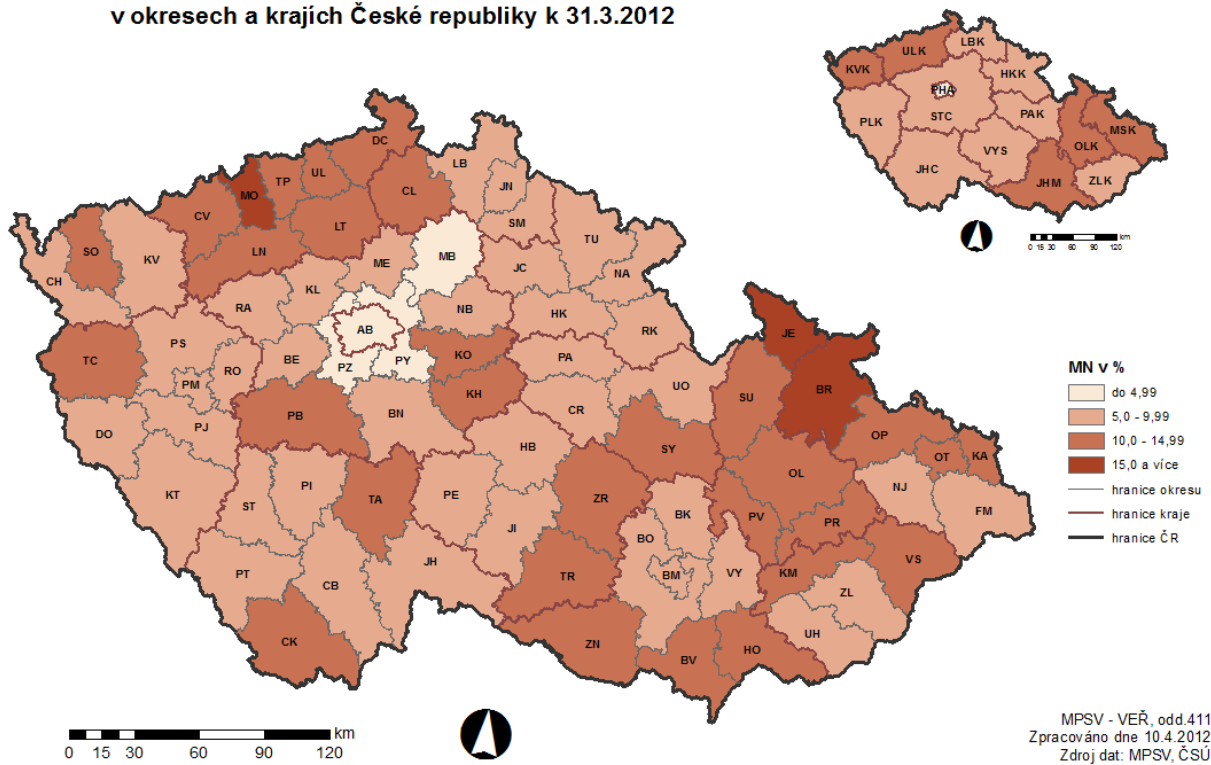 v okresech a krajích České republiky k 31.3.2012
KVK
ULK
LBK
HKK
PHA
PLK
STC
PAK
MSK
VYS
OLK
JHC
JHM
ZLK
km
0 15 30 60 90 120
DC
LB
UL
TP
JN
MO
CL
CV
LT
SM
SO
LN
TU
KV
ME
MB
JC
CH
NA
KL
RA
NB
HK
AB
RK
JE
TC
PS
KO
BE
PZ
PY
PA
RO
PM
UO
BR
KH
SU
PB
BN
CR
DO
PJ
OP
HB
SY
OT
KA
OL
PI
NJ
KT
TA
PE
ZR
ST
FM
BK
PV
PR
JI
BO
VS
JH
PT
TR
BM
VY
KM
CB
ZL
UH
CK
ZN
HO
BV
MN v %
do 4,99
5,0 - 9,99
10,0 - 14,99
15,0 a více
hranice okresu
hranice kraje
hranice ČR
km
0 15 30 60 90 120
MPSV - VEŘ, odd.411
Zpracováno dne 10.4.2012
Zdroj dat: MPSV, ČSÚ